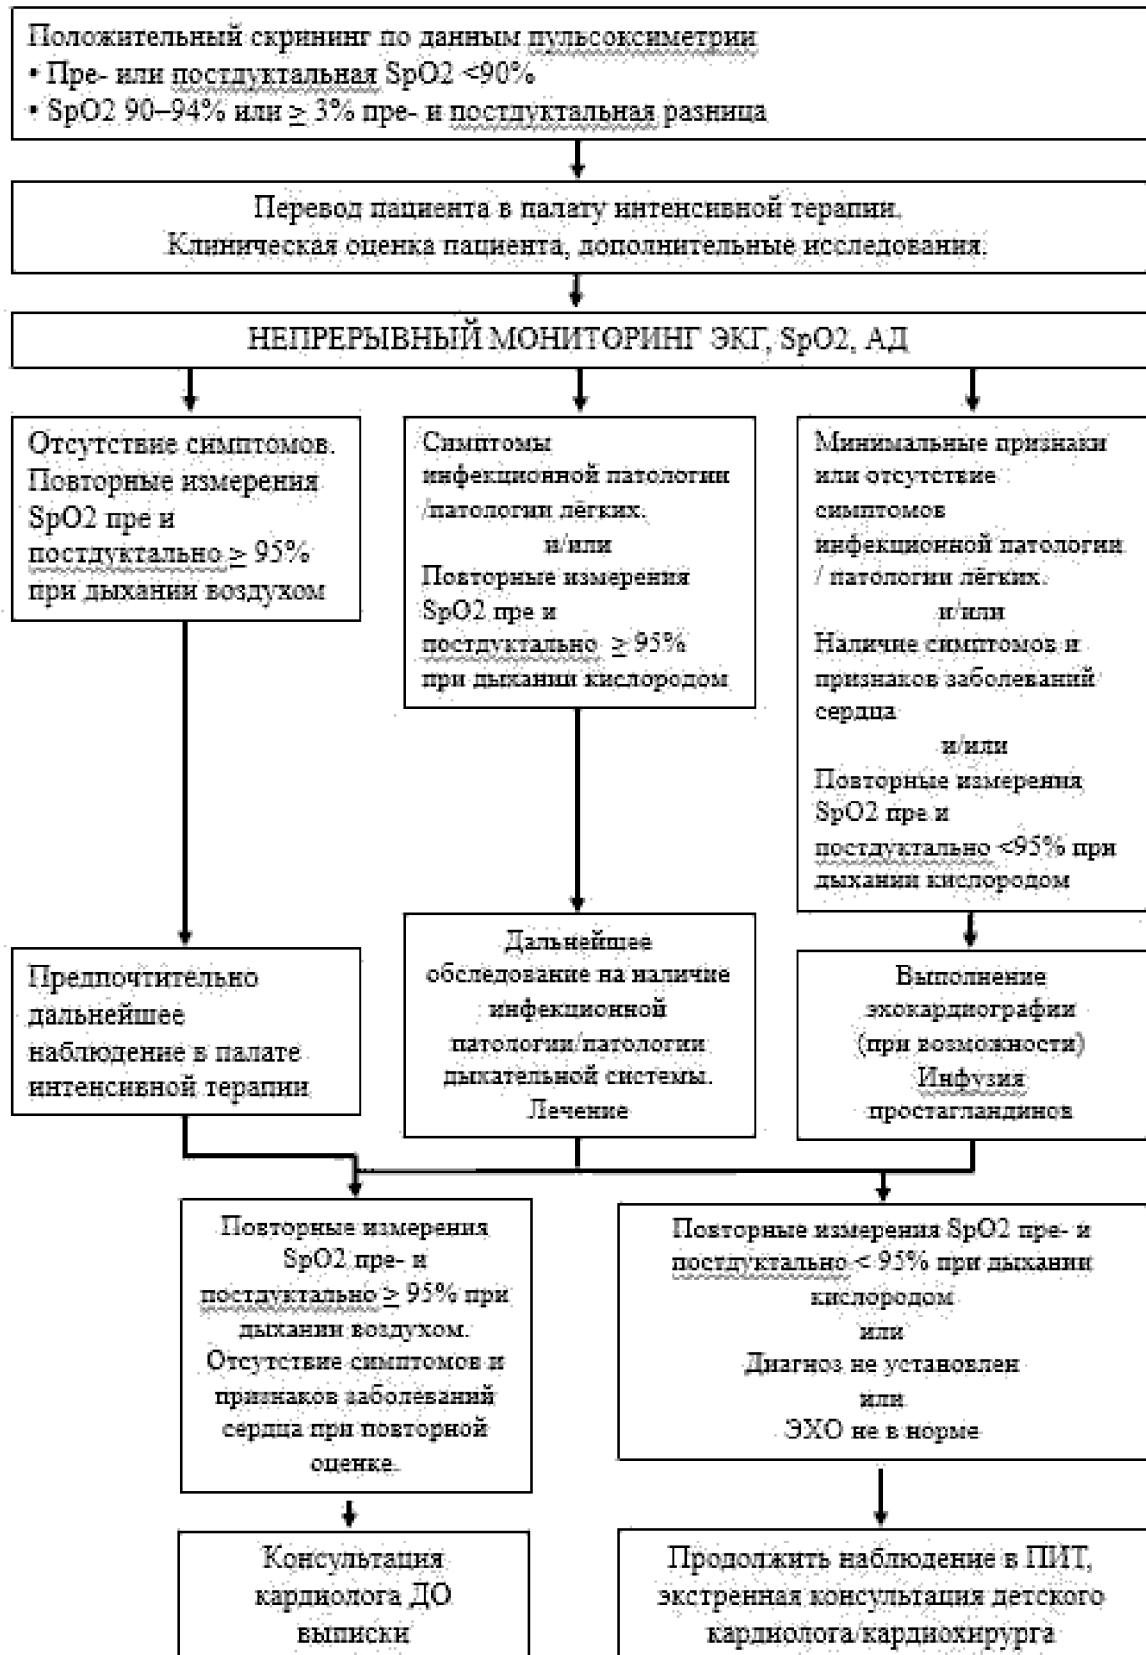 Положительный скрининг по данным пульсоксиметрии
• Пре- или постдуктальная SpO2 <90%
• SpO2 90–94% или ≥ 3% пре- и постдуктальная разница
Перевод пациента в палату интенсивной терапии.
Клиническая оценка пациента, дополнительные исследования.
НЕПРЕРЫВНЫЙ МОНИТОРИНГ ЭКГ, SpO2, АД
Отсутствие симптомов.
Повторные измерения
SpO2 пре и
постдуктально ≥ 95%
при дыхании воздухом
Симптомы
инфекционной патологии
/патологии лёгких.
и/или
Повторные измерения
SpO2 пре и
постдуктально ≥ 95%
при дыхании кислородом
Минимальные признаки
или отсутствие
симптомов
инфекционной патологии
/ патологии лёгких.
и/или
Наличие симптомов и
признаков заболеваний
сердца
и/или
Повторные измерения
SpO2 пре и
постдуктально <95% при
дыхании кислородом
Предпочтительно
дальнейшее
наблюдение в палате
интенсивной терапии
Дальнейшее
обследование на наличие
инфекционной
патологии/патологии
дыхательной системы.
Лечение
Выполнение
эхокардиографии
(при возможности)
Инфузия
простагландинов
Повторные измерения
SpO2 пре- и
постдуктально ≥ 95% при
дыхании воздухом.
Отсутствие симптомов и
признаков заболеваний
сердца при повторной
оценке.
Повторные измерения SpO2 пре- и
постдуктально < 95% при дыхании
кислородом
или
Диагноз не установлен
или
ЭХО не в норме
Консультация
кардиолога ДО
выписки
Продолжить наблюдение в ПИТ,
экстренная консультация детского
кардиолога/кардиохирурга